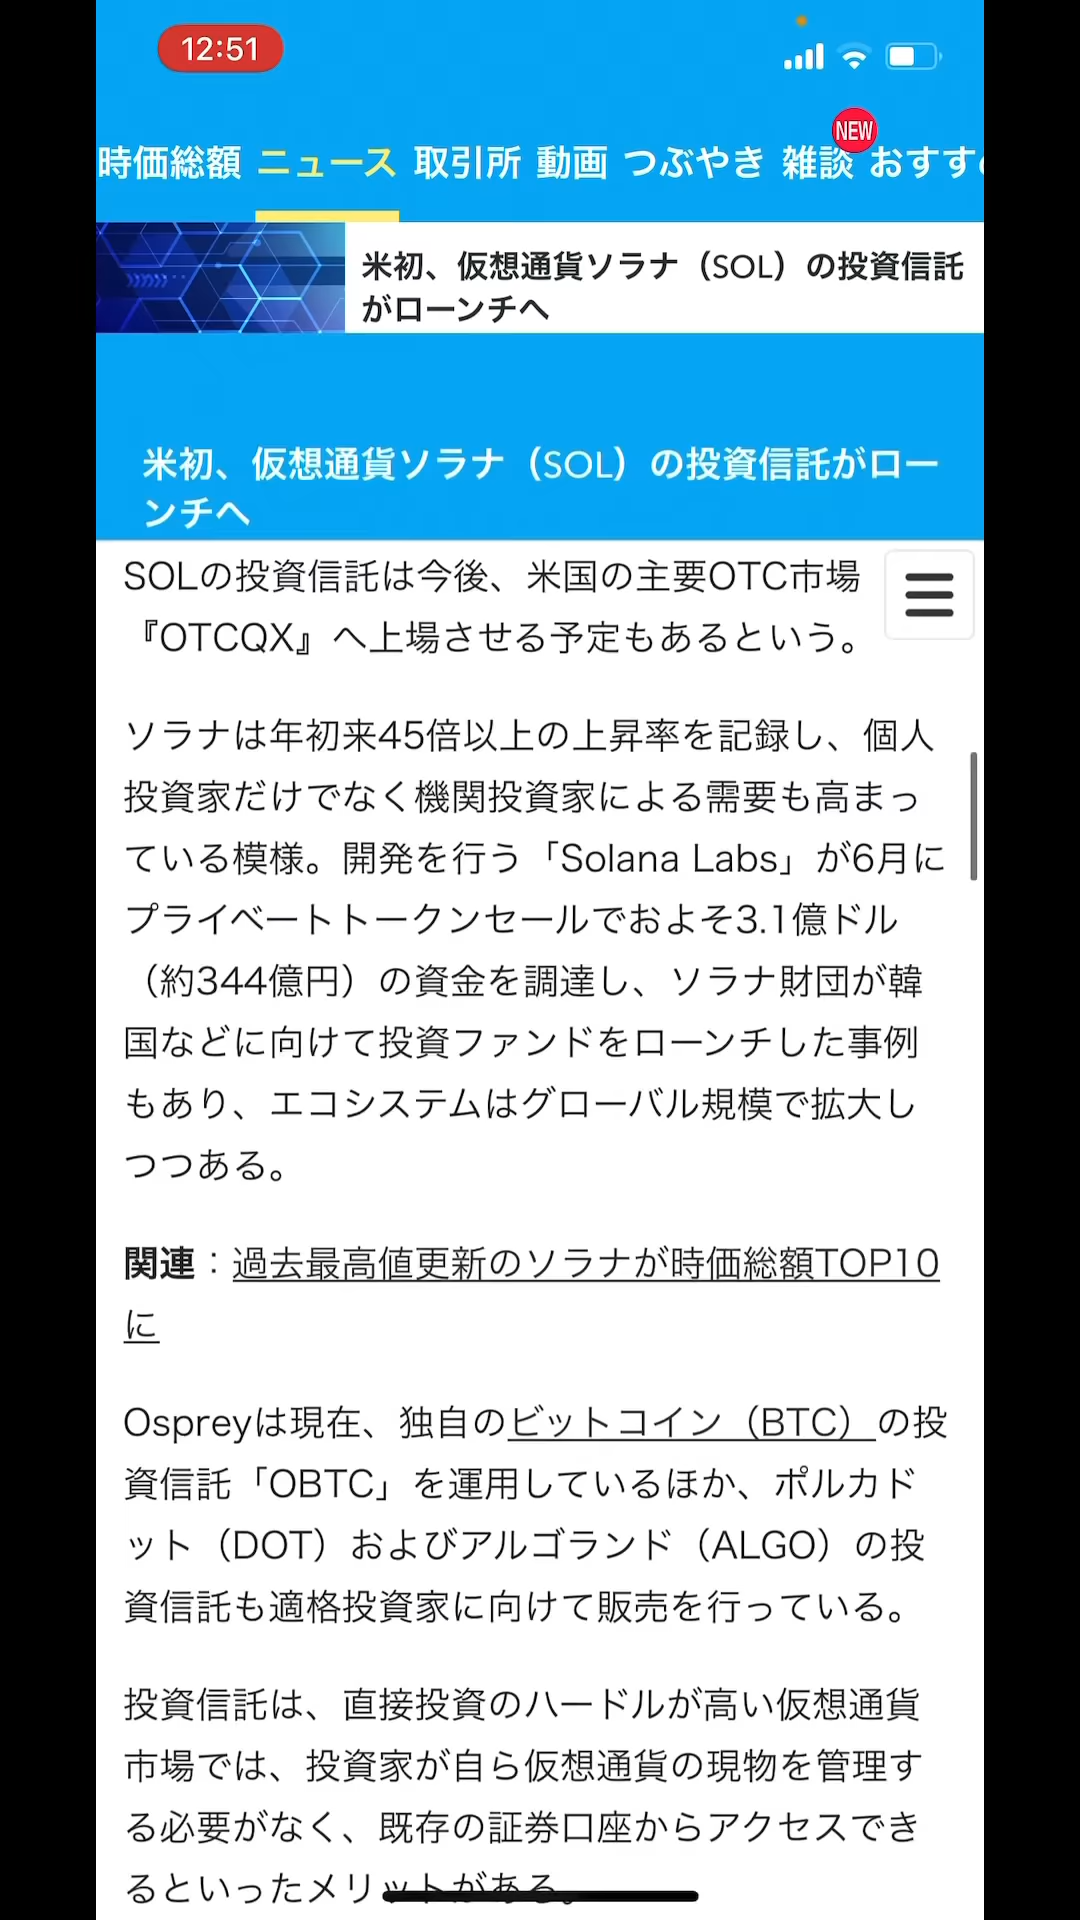 12:51
NEW
時価総額 ニュース 取引所 動画 つぶやき 雑談 おすす
米初、仮想通貨ソラナ（SOL）の投資信託
がローンチへ
米初、仮想通貨ソラナ（SOL）の投資信託がロー
ンチへ
SOLの投資信託は今後、米国の主要OTC市場
『OTCQX』へ上場させる予定もあるという。
ソラナは年初来45倍以上の上昇率を記録し、個人
投資家だけでなく機関投資家による需要も高まっ
ている模様。開発を行う「Solana Labs」が6月に
プライベートトークンセールでおよそ3.1億ドル
（約344億円）の資金を調達し、ソラナ財団が韓
国などに向けて投資ファンドをローンチした事例
もあり、エコシステムはグローバル規模で拡大し
つつある。
関連：過去最高値更新のソラナが時価総額TOP10
に
Ospreyは現在、独自のビットコイン（BTC）の投
資信託「OBTC」を運用しているほか、ポルカド
ット（DOT）およびアルゴランド（ALGO）の投
資信託も適格投資家に向けて販売を行っている。
投資信託は、直接投資のハードルが高い仮想通貨
市場では、投資家が自ら仮想通貨の現物を管理す
る必要がなく、既存の証券口座からアクセスでき
るといったメリットがある。